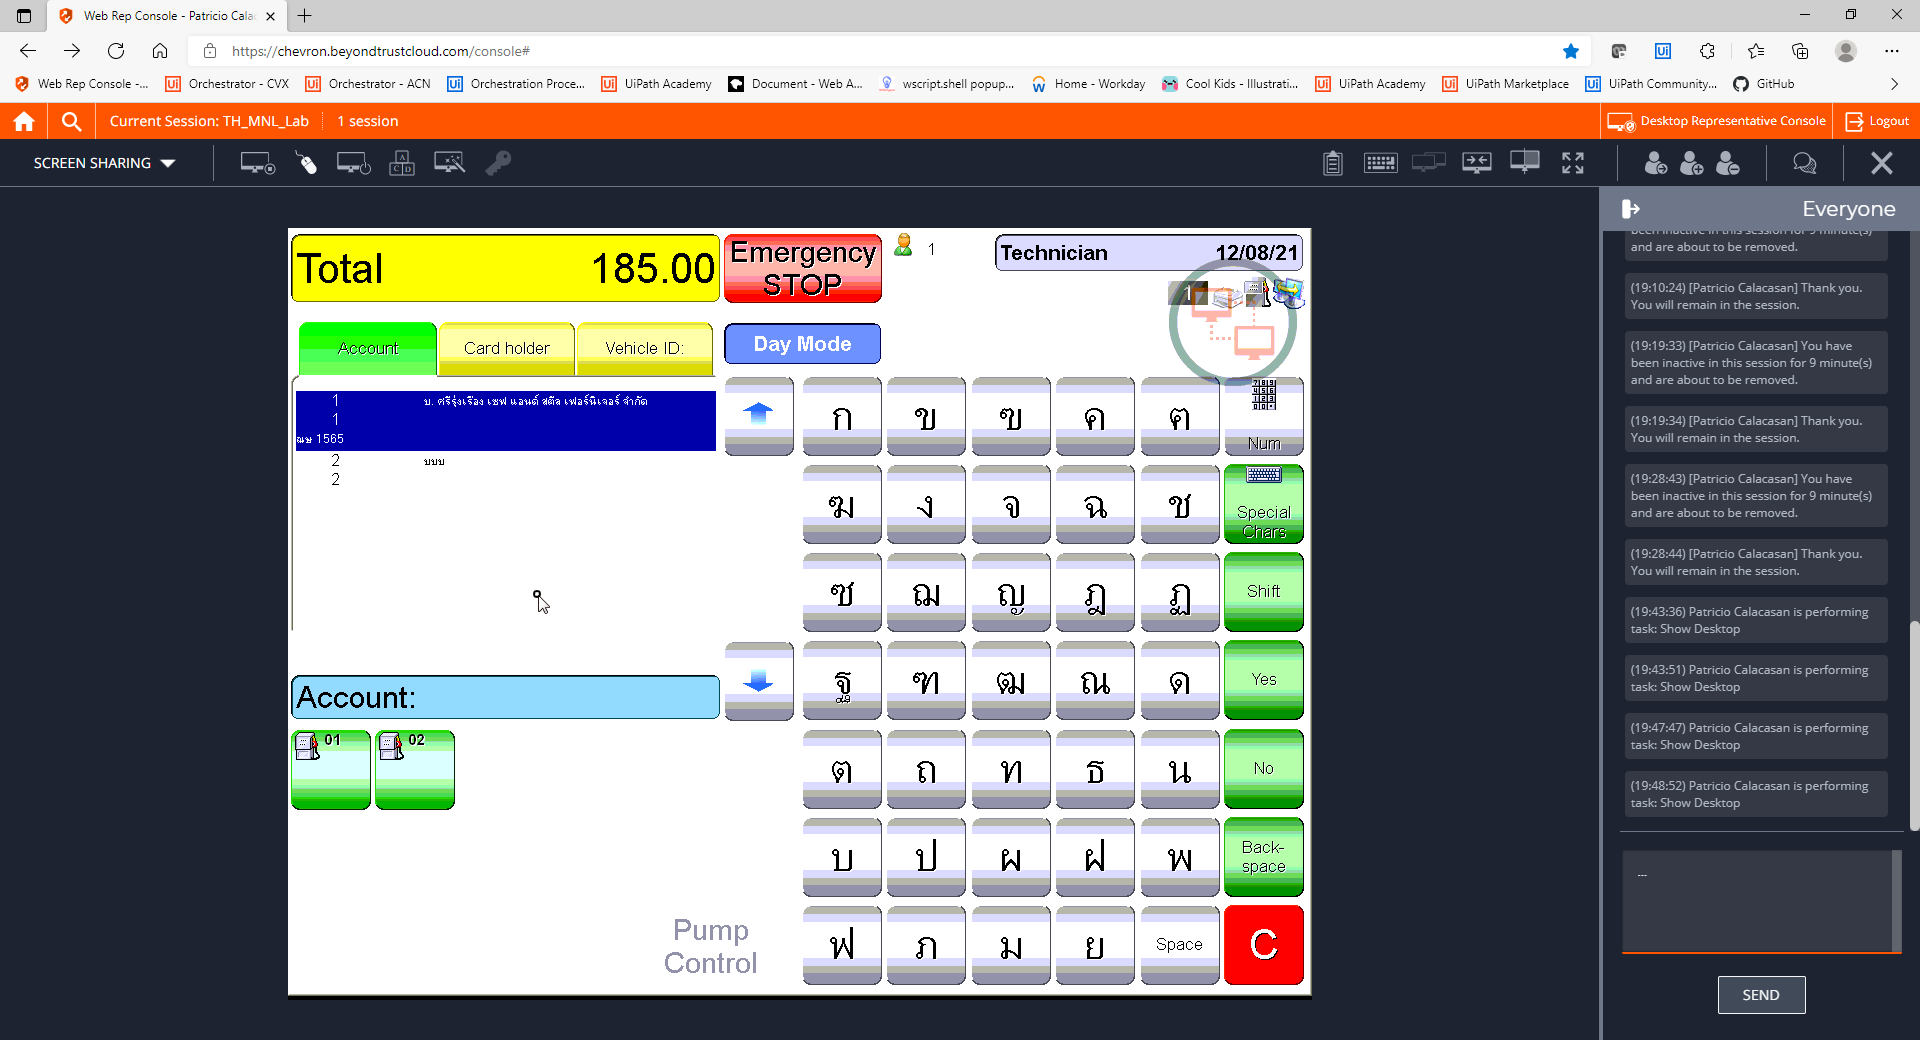 Web Rep Console - Patricio Cala
https://chevron.beyondtrustcloud.com/console#
Web Rep Console -...
Orchestrator - CVX
Orchestrator - ACN
Orchestration Proce...
UiPath Academy
Document - Web A...
wscript.shell popup...
Home - Workday
Cool Kids - Illustrati...
UiPath Academy
UiPath Marketplace
UiPath Community...
GitHub
Current Session: TH_MNL_Lab
1 session
Desktop Representative Console
Logout
SCREEN SHARING
Everyone
Total 185.00
Emergency
STOP
1
Technician 12/08/21
1
Account
Card holder
Vehicle ID:
Day Mode
1 บ. ศรีรุ่งเรือง เซฟ แอนด์ สตีล เฟอร์นิเจอร์ จำกัด
1
ฌษ 1565
2 บบบ
2
Account:
01
02
Pump
Control
ก ข ฃ ค ฅ Num
ฆ ง จ ฉ ช Special
Chars
ซ ฌ ญ ฎ ฏ Shift
ฐ ฑ ฒ ณ ด Yes
ต ถ ท ธ น No
บ ป ผ ฝ พ Back-
space
ฟ ภ ม ย Space C
been inactive in this session for 9 minute(s)
and are about to be removed.
(19:10:24) [Patricio Calacasan] Thank you.
You will remain in the session.
(19:19:33) [Patricio Calacasan] You have
been inactive in this session for 9 minute(s)
and are about to be removed.
(19:19:34) [Patricio Calacasan] Thank you.
You will remain in the session.
(19:28:43) [Patricio Calacasan] You have
been inactive in this session for 9 minute(s)
and are about to be removed.
(19:28:44) [Patricio Calacasan] Thank you.
You will remain in the session.
(19:43:36) Patricio Calacasan is performing
task: Show Desktop
(19:43:51) Patricio Calacasan is performing
task: Show Desktop
(19:47:47) Patricio Calacasan is performing
task: Show Desktop
(19:48:52) Patricio Calacasan is performing
task: Show Desktop
---
SEND